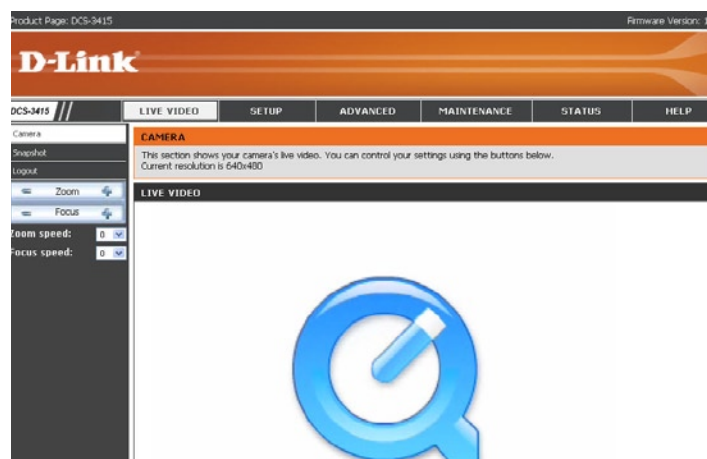 Product Page: DCS-3415
Firmware Version: 1
D-Link
DCS-3415
LIVE VIDEO
SETUP
ADVANCED
MAINTENANCE
STATUS
HELP
Camera
Snapshot
Logout
Zoom
Focus
Zoom speed: 0
Focus speed: 0
CAMERA
This section shows your camera's live video. You can control your settings using the buttons below.
Current resolution is 640x480
LIVE VIDEO